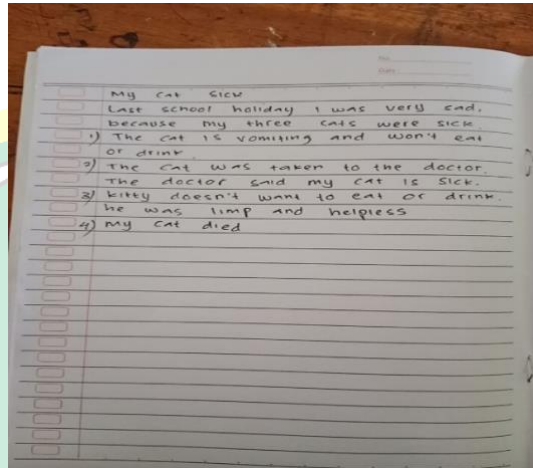 My cat sick
Last school holiday i was very sad.
because my three cats were sick
1) The cat is vomiting and won't eat
or drink
2) The cat was taken to the doctor.
The doctor said my cat is sick.
3) kitty doesn't want to eat or drink.
he was limp and helpless
4) my cat died